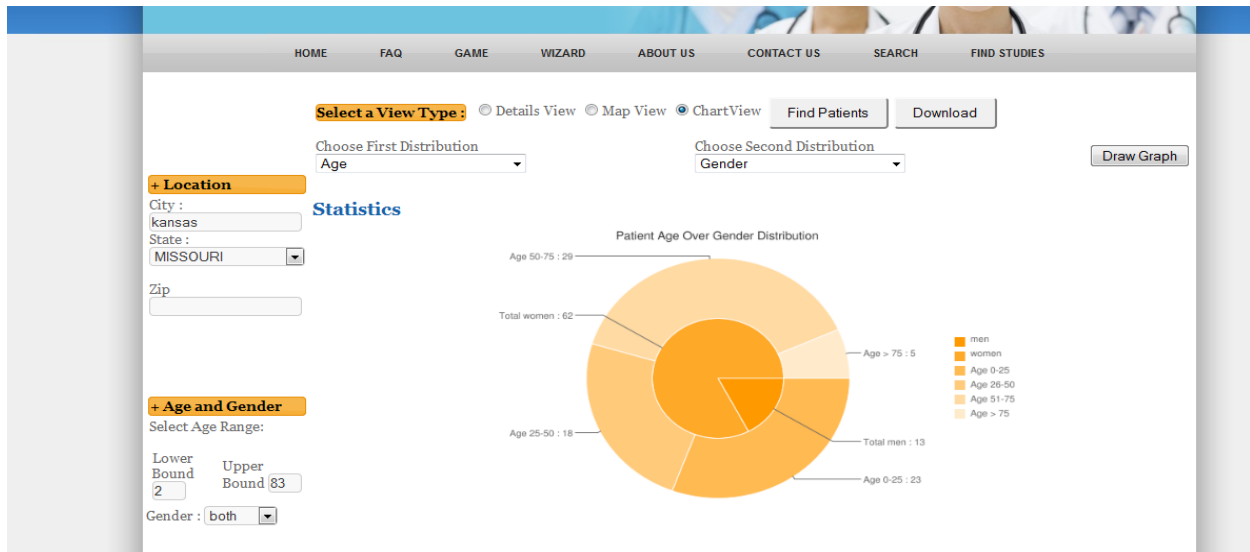 HOME FAQ GAME WIZARD ABOUT US CONTACT US SEARCH FIND STUDIES
Select a View Type : Details View Map View ChartView Find Patients Download
Choose First Distribution Choose Second Distribution
Age Gender Draw Graph
+ Location
City :
kansas
State :
MISSOURI
Zip
+ Age and Gender
Select Age Range:
Lower Bound 2 Upper Bound 83
Gender : both
Statistics
Patient Age Over Gender Distribution
Age 50-75 : 29
Total women : 62
Age > 75 : 5
Age 25-50 : 18
Total men : 13
Age 0-25 : 23
men
women
Age 0-25
Age 26-50
Age 51-75
Age > 75